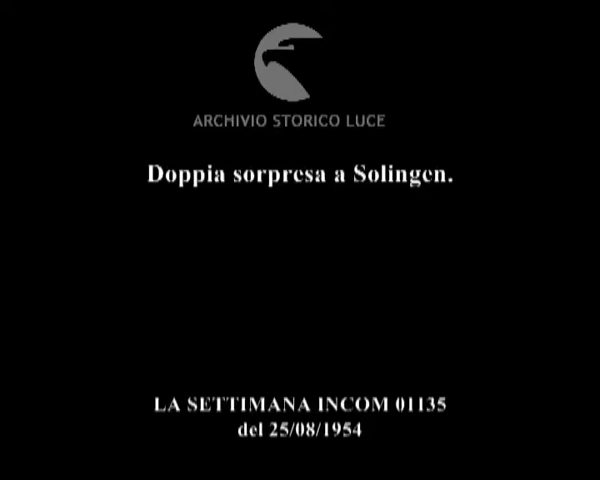 ARCHIVIO STORICO LUCE
Doppia sorpresa a Solingen.
LA SETTIMANA INCOM 01135
del 25/08/1954